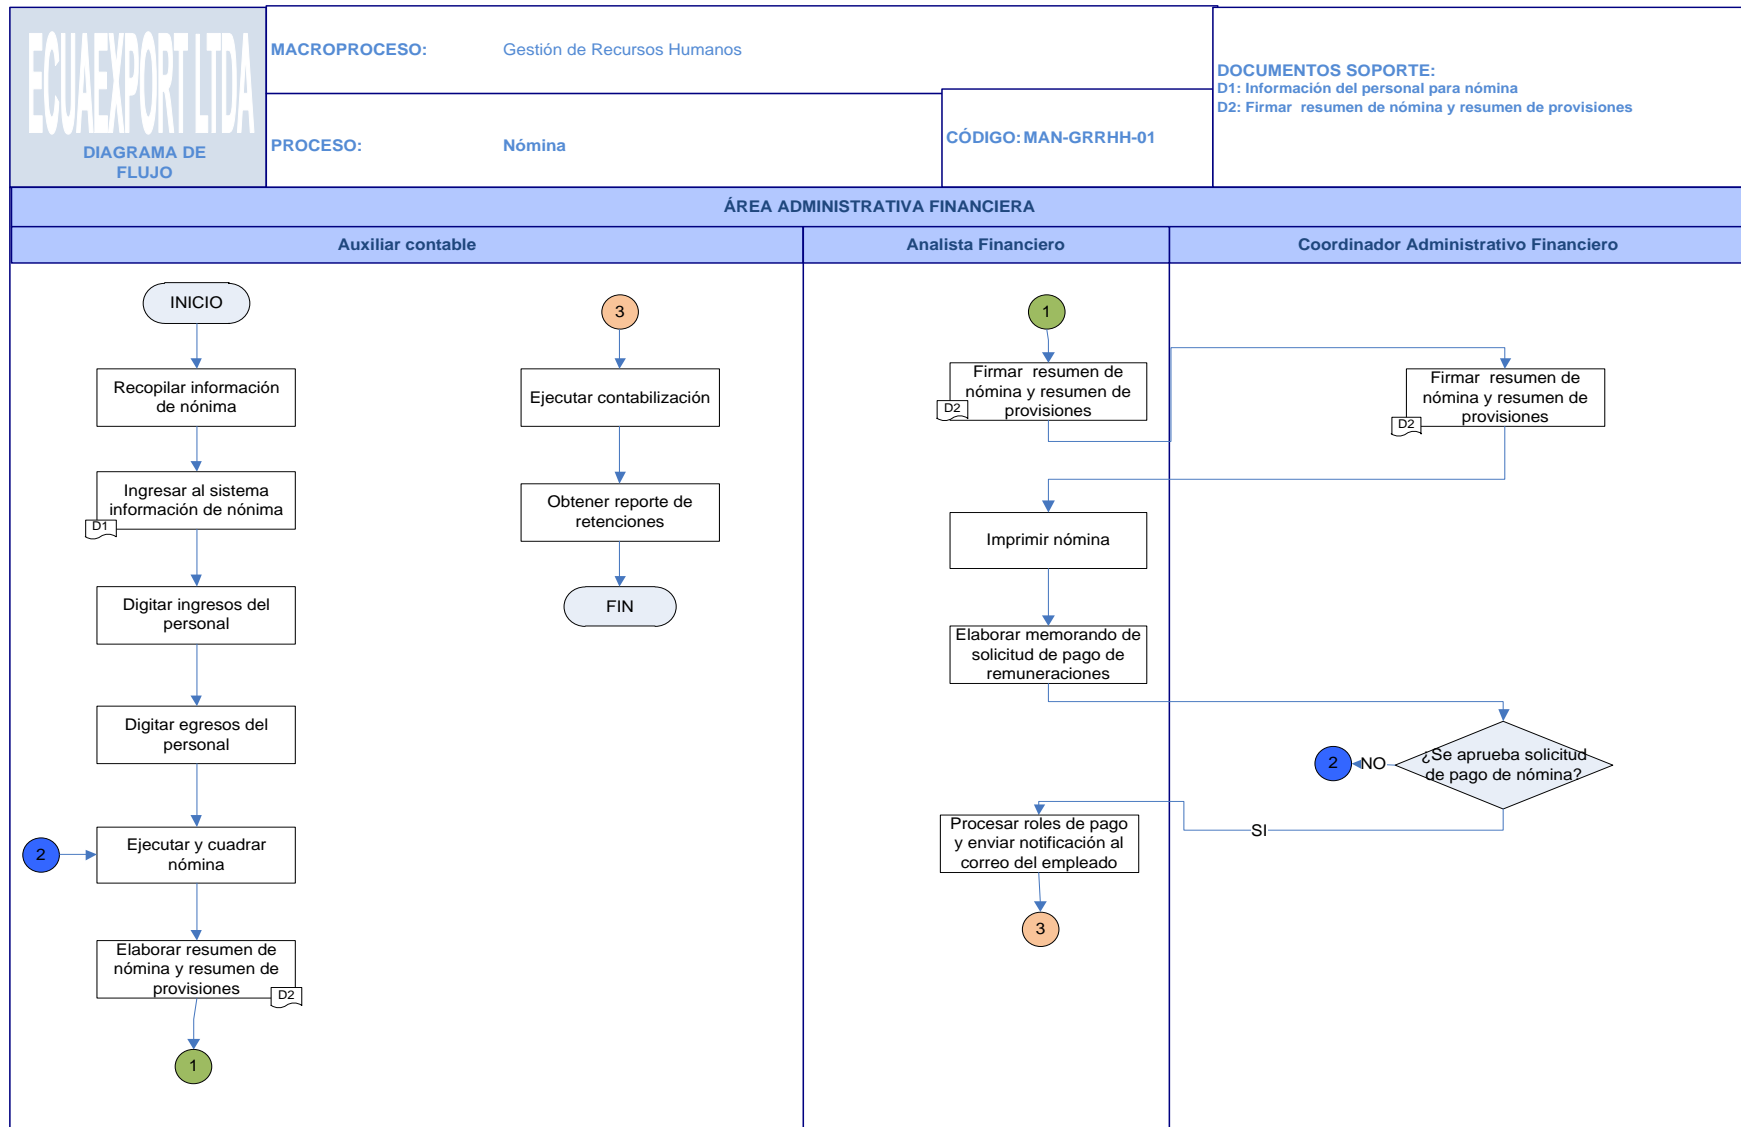 ECUAEXPORT LTDA
DIAGRAMA DE
FLUJO
MACROPROCESO: Gestión de Recursos Humanos
PROCESO: Nómina
CÓDIGO: MAN-GRRHH-01
DOCUMENTOS SOPORTE:
D1: Información del personal para nómina
D2: Firmar  resumen de nómina y resumen de provisiones
ÁREA ADMINISTRATIVA FINANCIERA
Auxiliar contable
Analista Financiero
Coordinador Administrativo Financiero
INICIO
Recopilar información
de nónima
Ingresar al sistema
información de nónima
D1
Digitar ingresos del
personal
Digitar egresos del
personal
2
Ejecutar y cuadrar
nómina
Elaborar resumen de
nómina y resumen de
provisiones
D2
1
3
Ejecutar contabilización
Obtener reporte de
retenciones
FIN
1
Firmar  resumen de
nómina y resumen de
provisiones
D2
Firmar  resumen de
nómina y resumen de
provisiones
D2
Imprimir nómina
Elaborar memorando de
solicitud de pago de
remuneraciones
¿Se aprueba solicitud
de pago de nómina?
NO
2
SI
Procesar roles de pago
y enviar notificación al
correo del empleado
3